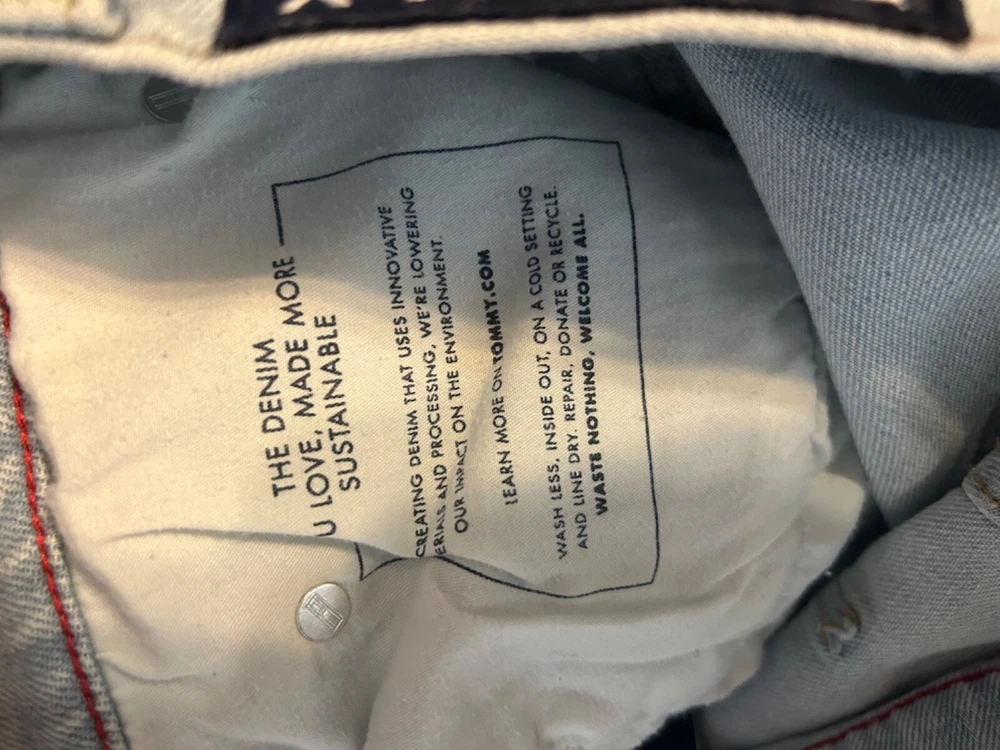 THE DENIM
U LOVE, MADE MORE
SUSTAINABLE
CREATING DENIM THAT USES INNOVATIVE
ERIALS AND PROCESSING, WE'RE LOWERING
OUR IMPACT ON THE ENVIRONMENT.
LEARN MORE ON TOMMY.COM
WASH LESS, INSIDE OUT, ON A COLD SETTING
AND LINE DRY. REPAIR, DONATE OR RECYCLE.
WASTE NOTHING, WELCOME ALL.